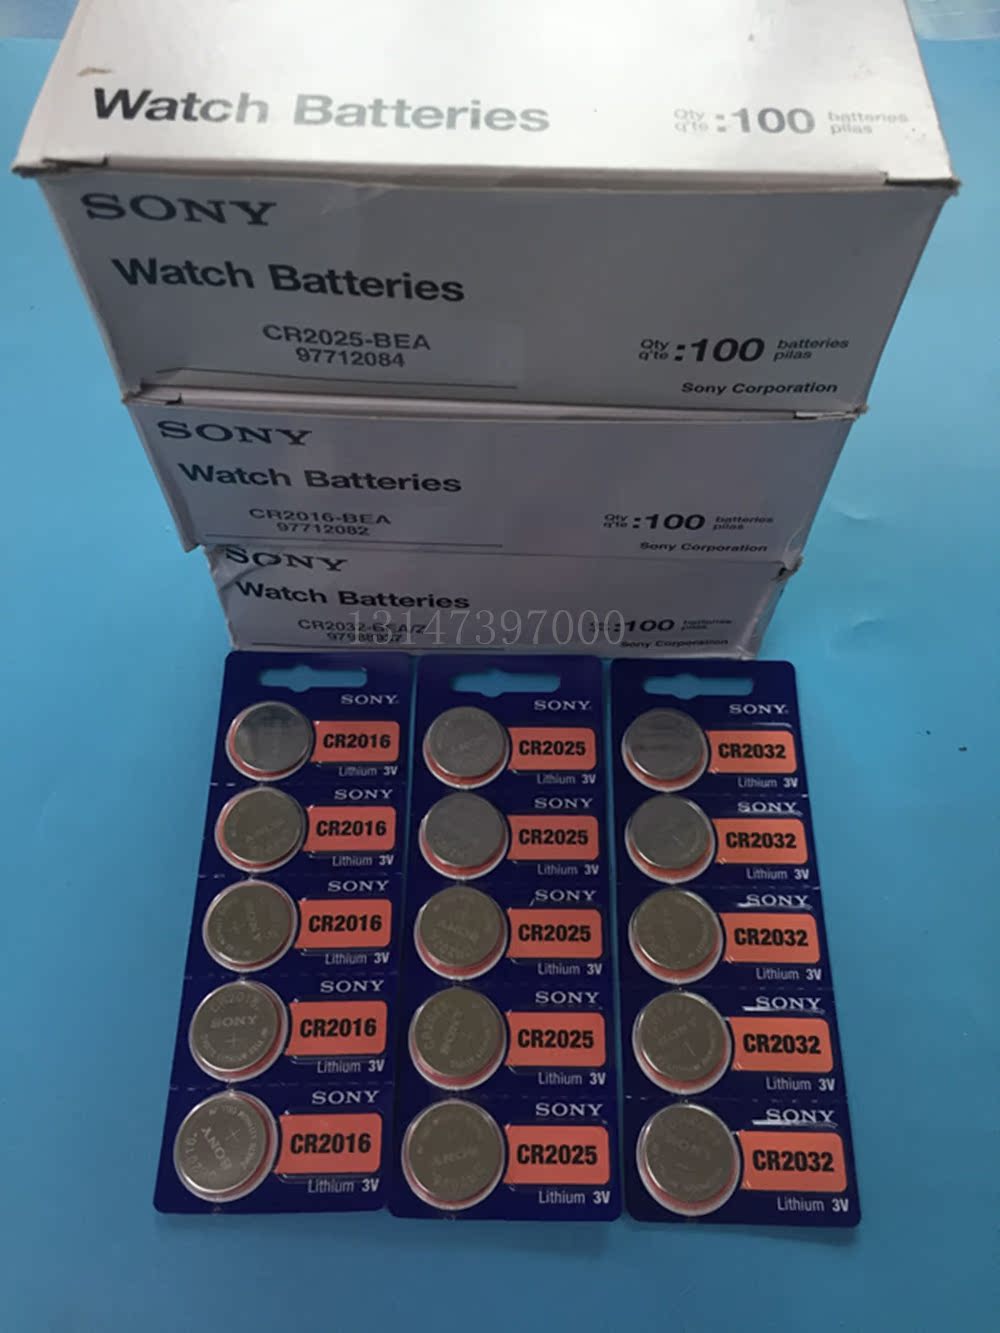 Watch Batteries
Qty q'te :100 batteries pilas
SONY
Watch Batteries
CR2025-BEA
97712084
Qty q'te :100 batteries pilas
Sony Corporation
SONY
Watch Batteries
CR2016-BEA
97712082
Qty q'te :100 batteries pilas
Sony Corporation
SONY
Watch Batteries
CR2032-BEA/Z
13147397000
:100 batteries pilas
Sony Corporation
SONY
CR2016
Lithium 3V
SONY
CR2016
Lithium 3V
SONY
CR2016
Lithium 3V
SONY
CR2016
Lithium 3V
SONY
CR2016
Lithium 3V
SONY
CR2025
Lithium 3V
SONY
CR2025
Lithium 3V
SONY
CR2025
Lithium 3V
SONY
CR2025
Lithium 3V
SONY
CR2025
Lithium 3V
SONY
CR2032
Lithium 3V
SONY
CR2032
Lithium 3V
SONY
CR2032
Lithium 3V
SONY
CR2032
Lithium 3V
SONY
CR2032
Lithium 3V